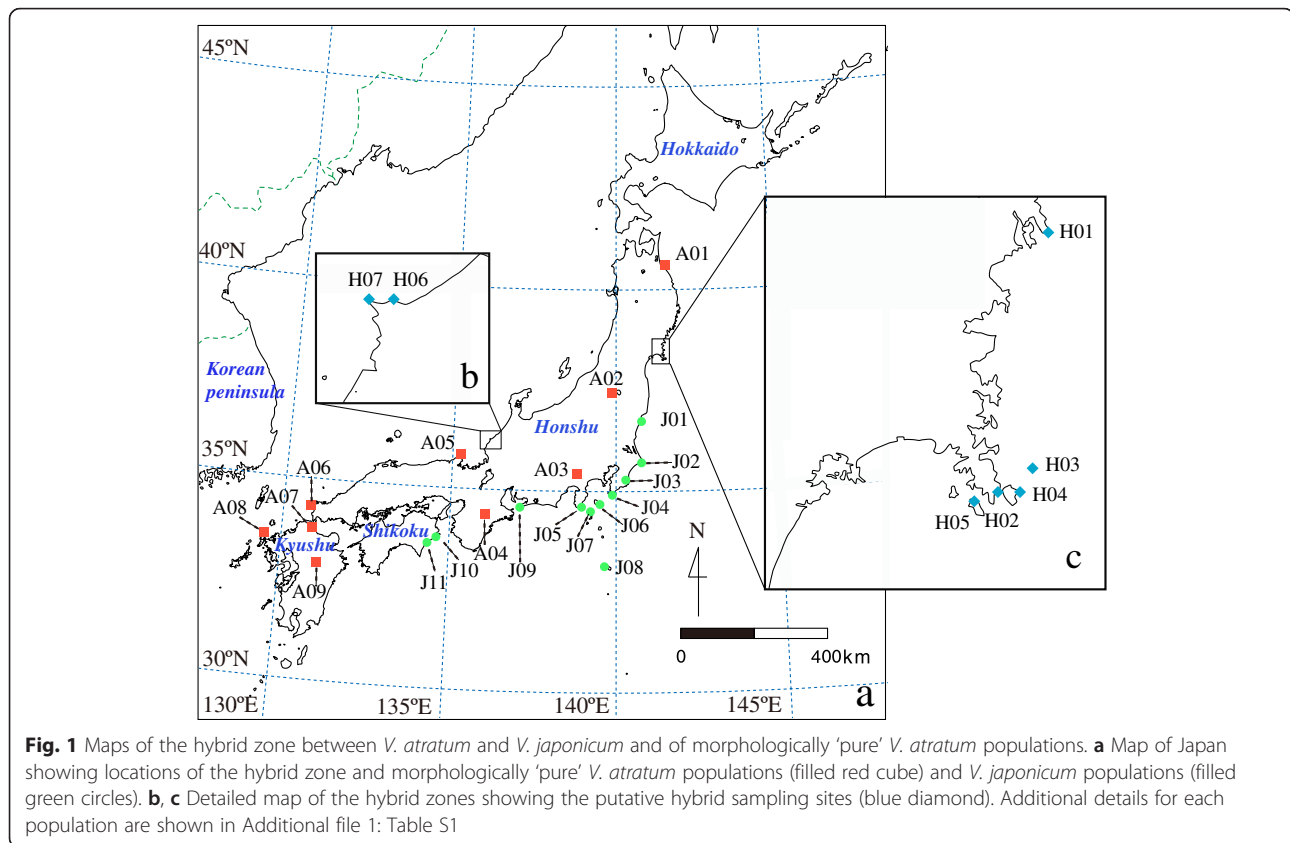 45ºN
Hokkaido
40ºN
A01
H01
H07 H06
Korean
peninsula
b
A02
J01
Honshu
35ºN
A05
A03
J02
A06
J03
H03
A07
A08
Shikoku
J04
H04
H05
H02
Kyushu
J05
J06
A04
J09
J07
N
A09
J11
J10
J08
c
30ºN
0
400km
130ºE
135ºE
140ºE
145ºE
a
Fig. 1 Maps of the hybrid zone between V. atratum and V. japonicum and of morphologically ‘pure’ V. atratum populations. a Map of Japan
showing locations of the hybrid zone and morphologically ‘pure’ V. atratum populations (filled red cube) and V. japonicum populations (filled
green circles). b, c Detailed map of the hybrid zones showing the putative hybrid sampling sites (blue diamond). Additional details for each
population are shown in Additional file 1: Table S1